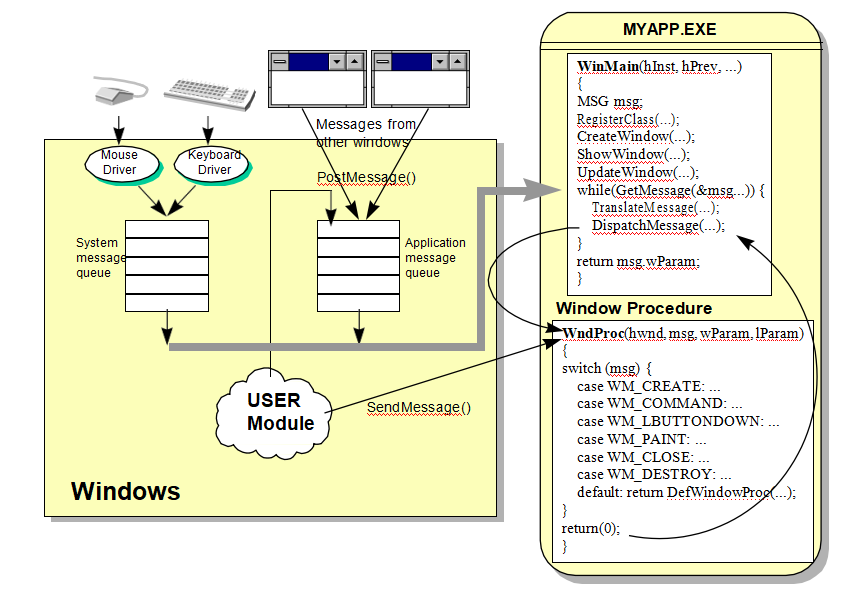 MYAPP.EXE
WinMain(hInst, hPrev, ...)
{
MSG msg;
RegisterClass(...);
CreateWindow(...);
ShowWindow(...);
UpdateWindow(...);
while(GetMessage(&msg...)) {
TranslateMessage(...);
DispatchMessage(...);
}
return msg.wParam;
}
Window Procedure
WndProc(hwnd, msg, wParam, lParam)
{
switch (msg) {
case WM_CREATE: ...
case WM_COMMAND: ...
case WM_LBUTTONDOWN: ...
case WM_PAINT: ...
case WM_CLOSE: ...
case WM_DESTROY: ...
default: return DefWindowProc(...);
}
return(0);
}
Messages from
other windows
PostMessage()
Mouse
Driver
Keyboard
Driver
System
message
queue
Application
message
queue
USER
Module
SendMessage()
Windows